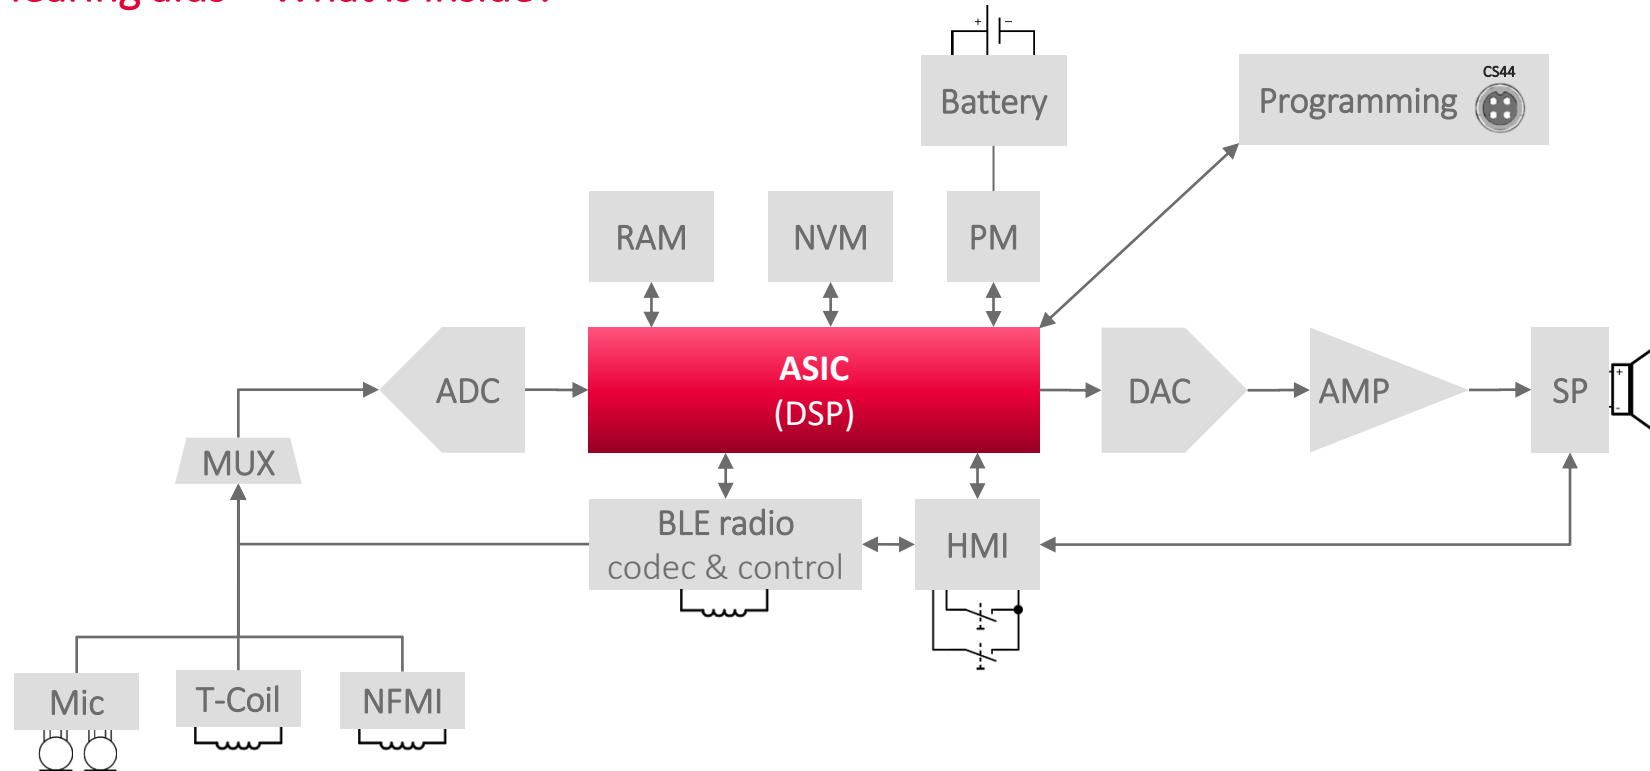 Battery
Programming
CS44
RAM
NVM
PM
ADC
ASIC
(DSP)
DAC
AMP
SP
+
-
MUX
BLE radio
codec & control
HMI
Mic
T-Coil
NFMI